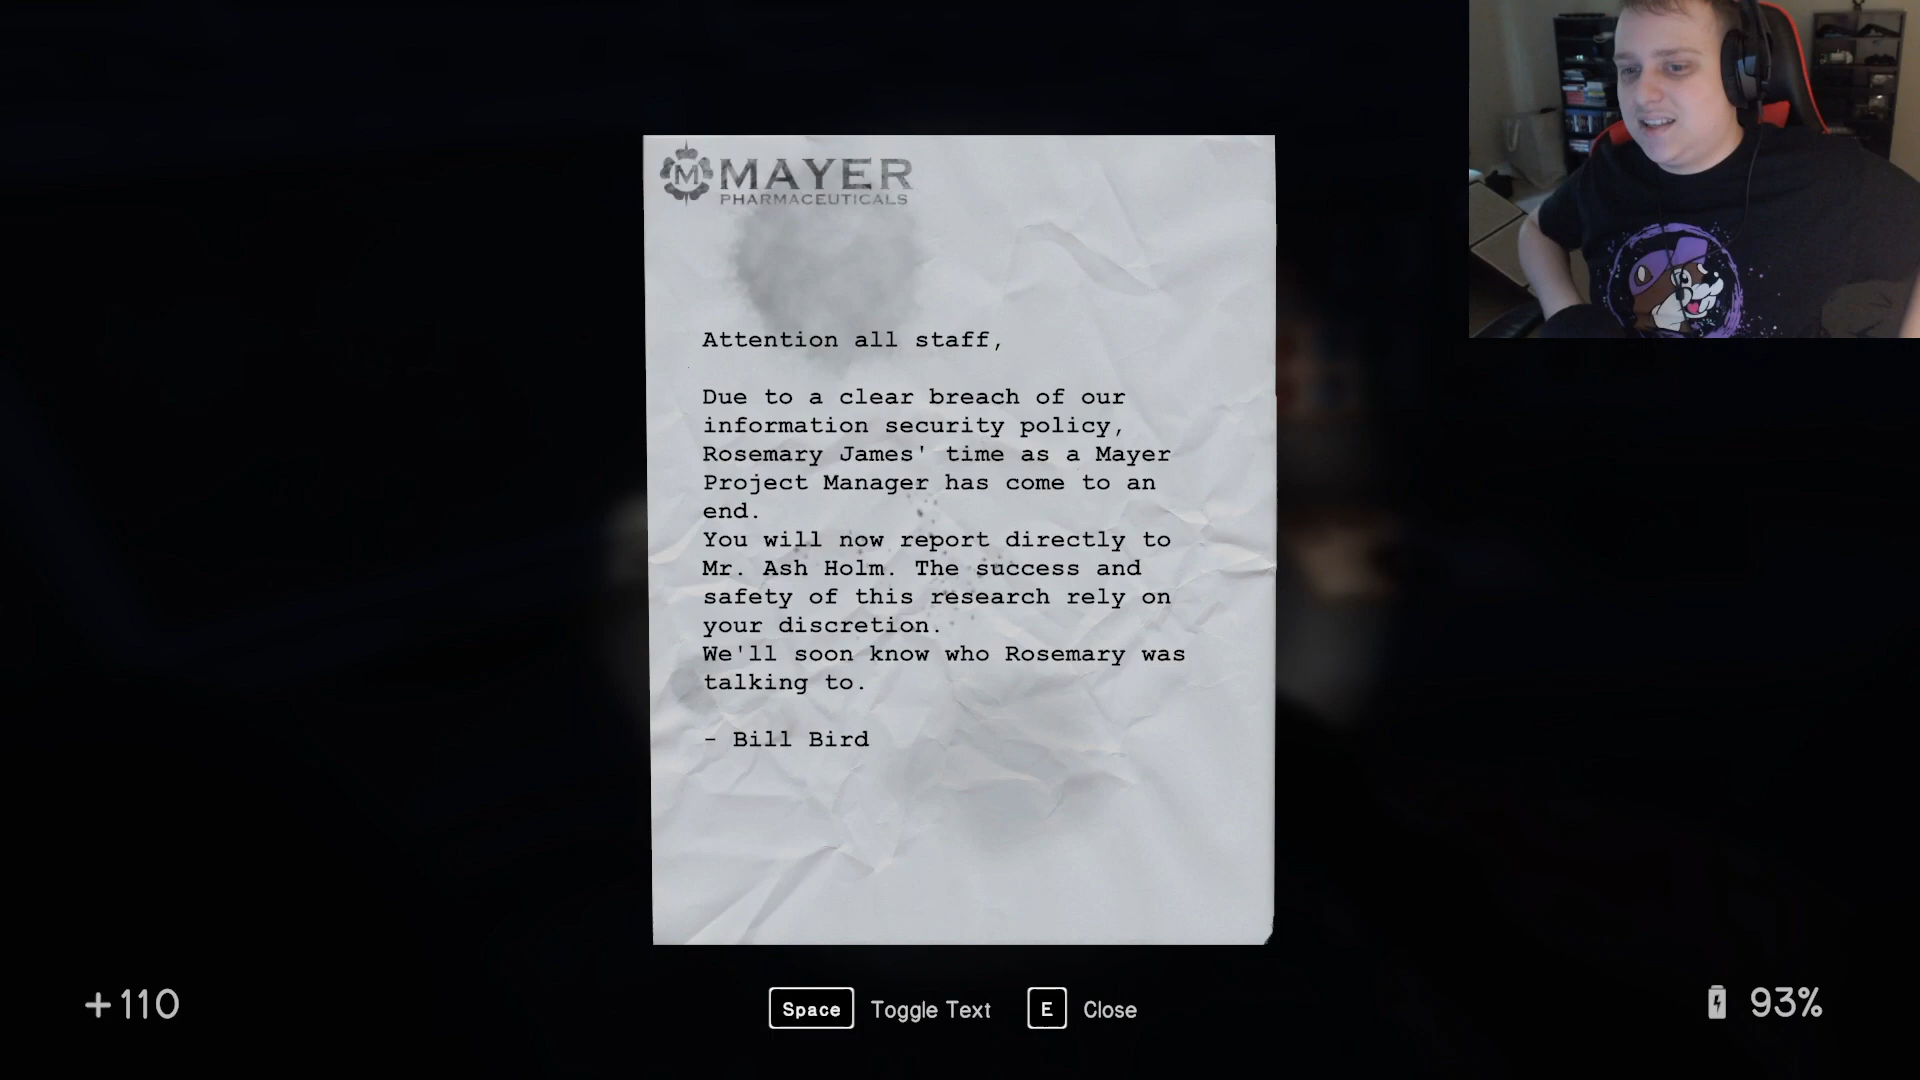 M MAYER
PHARMACEUTICALS
Attention all staff,
Due to a clear breach of our
information security policy,
Rosemary James' time as a Mayer
Project Manager has come to an
end.
You will now report directly to
Mr. Ash Holm. The success and
safety of this research rely on
your discretion.
We'll soon know who Rosemary was
talking to.
- Bill Bird
+110
Space Toggle Text E Close
93%